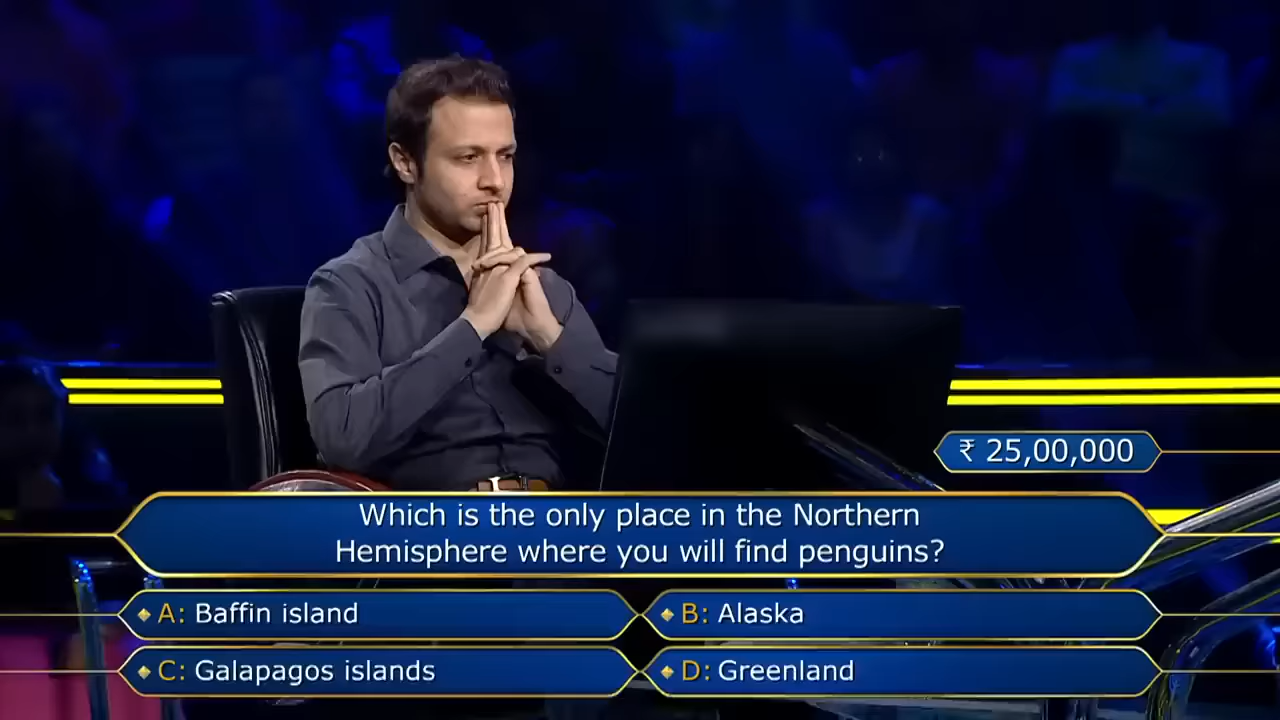 ₹ 25,00,000
Which is the only place in the Northern
Hemisphere where you will find penguins?
A: Baffin island
B: Alaska
C: Galapagos islands
D: Greenland